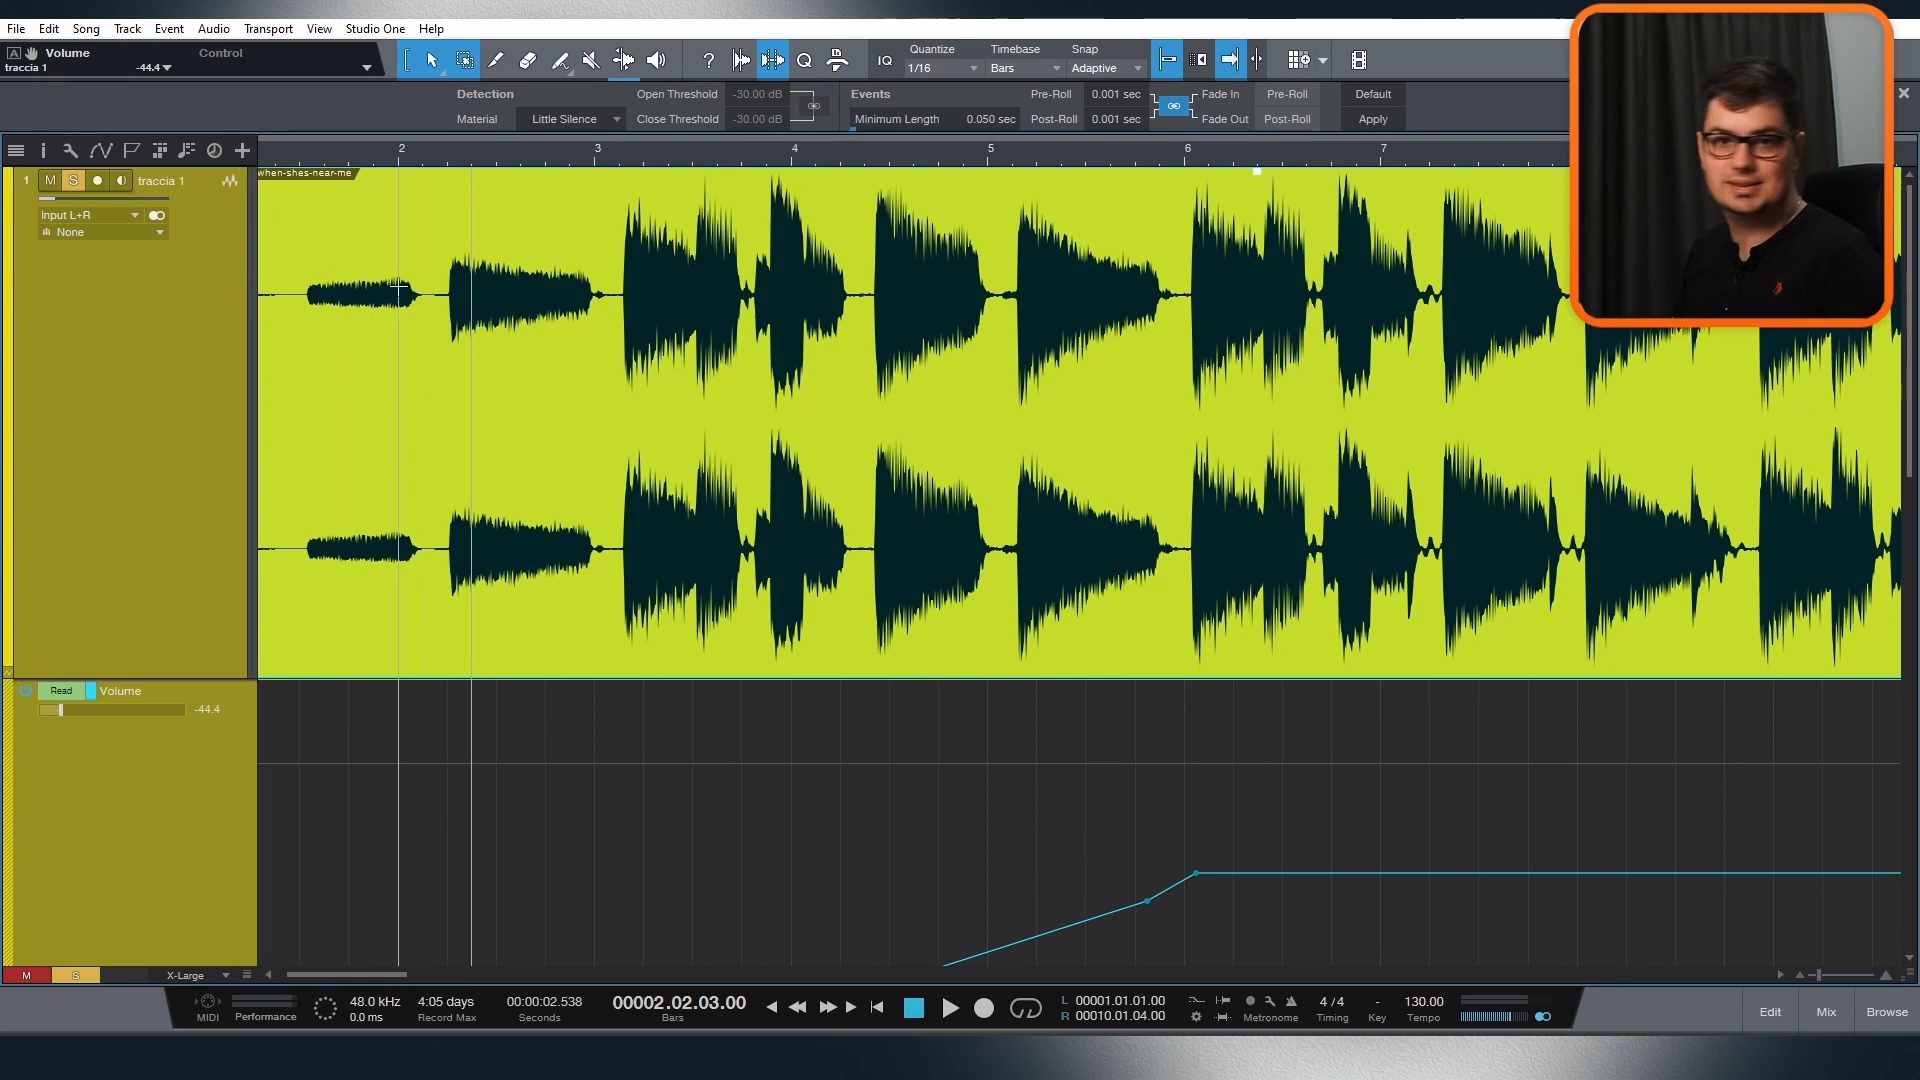 File Edit Song Track Event Audio Transport View Studio One Help
A Volume Control
traccia 1 -44.4
Quantize Timebase Snap
IQ 1/16 Bars Adaptive
Detection Open Threshold -30.00 dB Events Pre-Roll 0.001 sec Fade In Pre-Roll Default
Material Little Silence Close Threshold -30.00 dB Minimum Length 0.050 sec Post-Roll 0.001 sec Fade Out Post-Roll Apply
2 3 4 5 6 7
when-shes-near-me
1 M S traccia 1
Input L+R
None
Read Volume
-44.4
M S X-Large
MIDI Performance
48.0 kHz 4:05 days 00:00:02.538 00002.02.03.00 L 00001.01.01.00 4 / 4 - 130.00
0.0 ms Record Max Seconds Bars R 00010.01.04.00 Metronome Timing Key Tempo
Edit Mix Browse